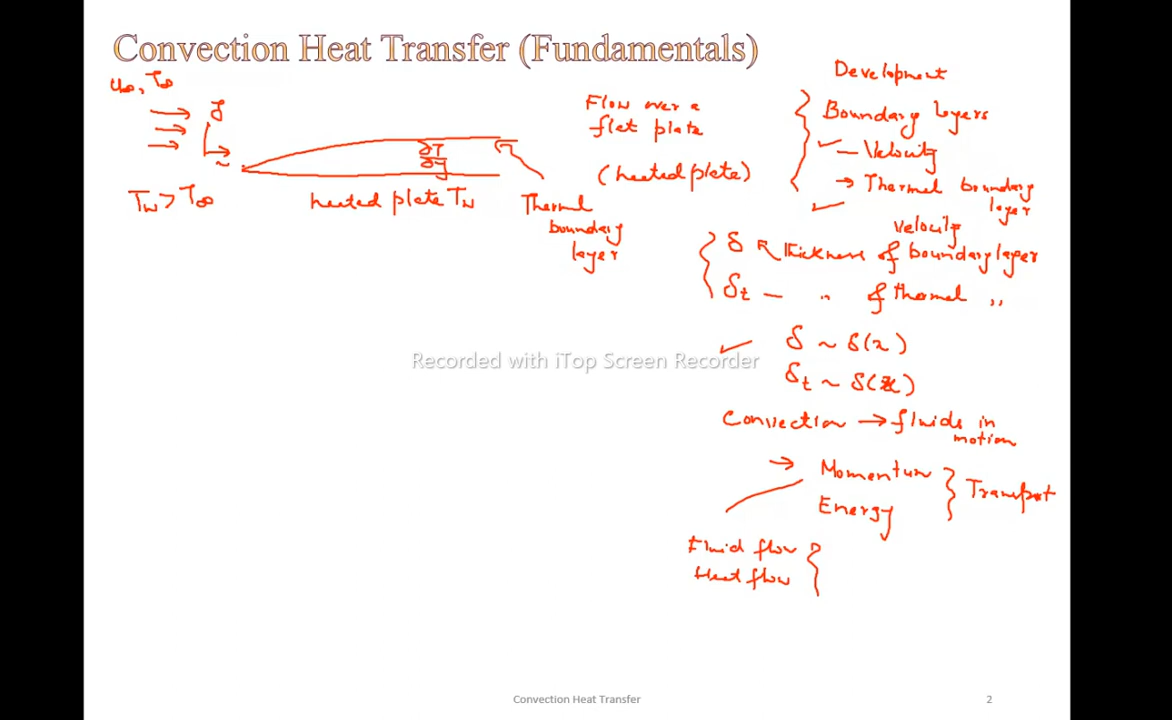 Convection Heat Transfer (Fundamentals)
u∞, T∞
y
Tw > T∞
∂T
∂y
heated plate Tw
Thermal
boundary
layer
Flow over a
flat plate
(heated plate)
Development
Boundary layers
– Velocity
→ Thermal boundary
layer
velocity
δ ↖ thickness of boundary layer
δt – " of thermal "
δ ~ δ(x)
δt ~ δ(x)
Convection → fluids in
motion
→ Momentum
Energy
} Transport
Fluid flow
Heat flow
Recorded with iTop Screen Recorder
Convection Heat Transfer
2